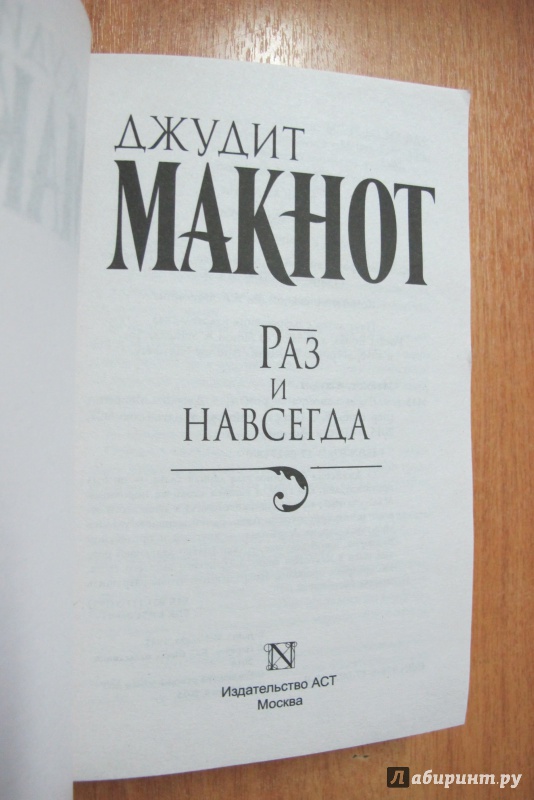 ДЖУДИТ
МАКНОТ
РАЗ
И
НАВСЕГДА
N
Издательство АСТ
Москва
Лабиринт.ру